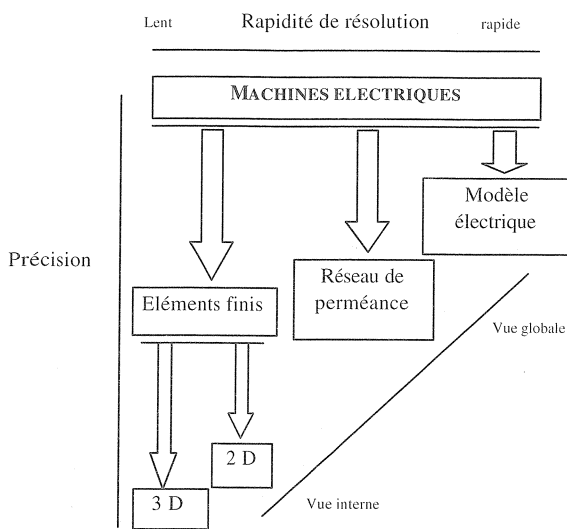 Lent Rapidité de résolution rapide
MACHINES ELECTRIQUES
Modèle
électrique
Précision
Réseau de
perméance
Eléments finis
Vue globale
2 D
3 D
Vue interne